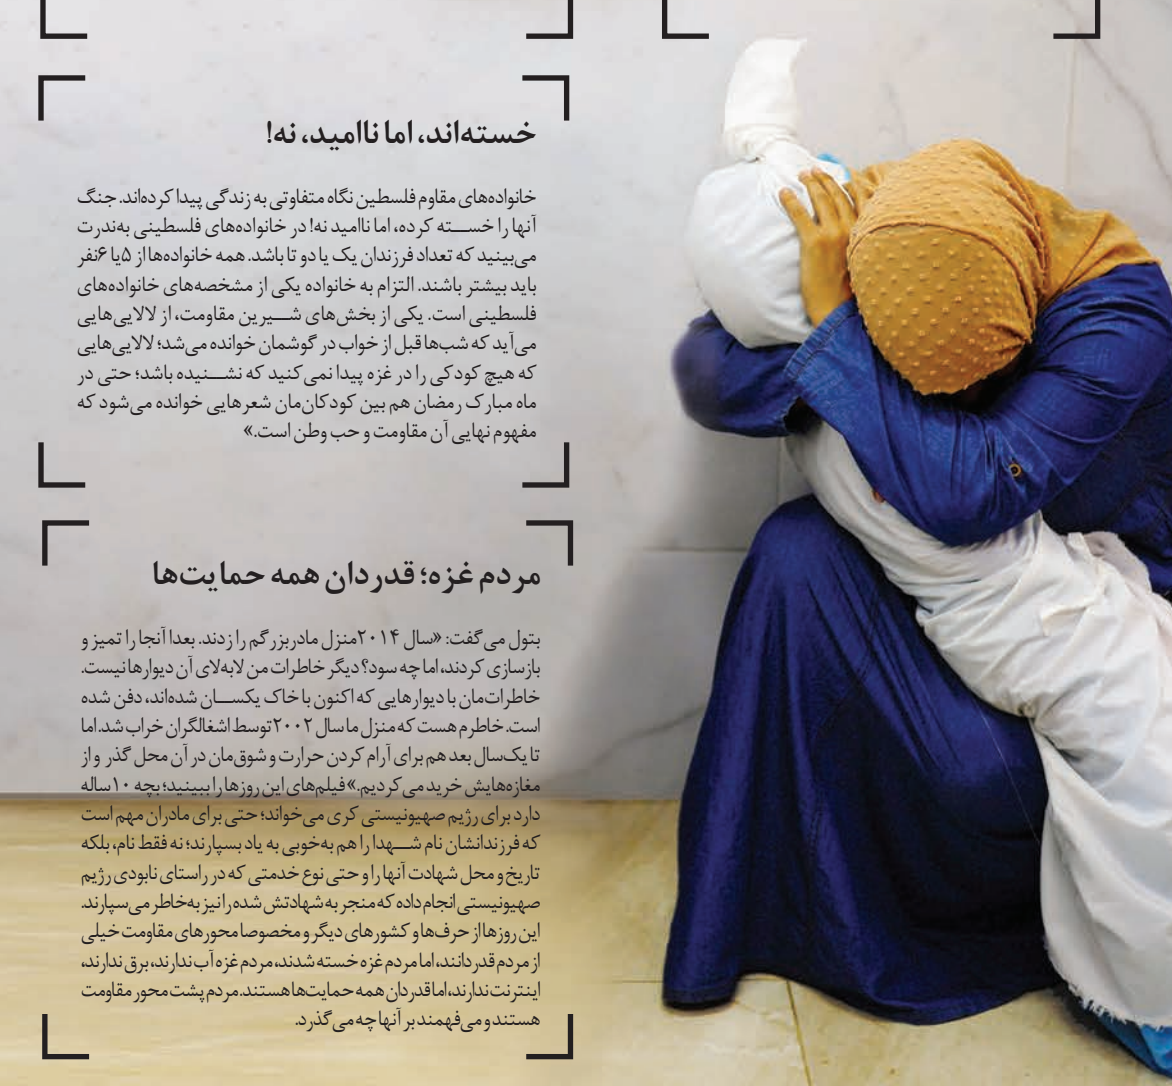 خسته‌اند، اما ناامید، نه!
خانواده‌های مقاوم فلسطین نگاه متفاوتی به زندگی پیدا کرده‌اند. جنگ
آنها را خسته کرده، اما ناامید نه! در خانواده‌های فلسطینی به‌ندرت
می‌بینید که تعداد فرزندان یک یا دو تا باشد. همه خانواده‌ها از ۵یا ۶نفر
باید بیشتر باشند. التزام به خانواده یکی از مشخصه‌های خانواده‌های
فلسطینی است. یکی از بخش‌های شیرین مقاومت، از لالایی‌هایی
می‌آید که شب‌ها قبل از خواب در گوشمان خوانده می‌شد؛ لالایی‌هایی
که هیچ کودکی را در غزه پیدا نمی‌کنید که نشنیده باشد؛ حتی در
ماه مبارک رمضان هم بین کودکان‌مان شعرهایی خوانده می‌شود که
مفهوم نهایی آن مقاومت و حب وطن است.»
مردم غزه؛ قدردان همه حمایت‌ها
بتول می‌گفت: «سال ۲۰۱۴منزل مادربزرگم را زدند. بعدا آنجا را تمیز و
بازسازی کردند، اما چه سود؟ دیگر خاطرات من لابه‌لای آن دیوارها نیست.
خاطرات‌مان با دیوارهایی که اکنون با خاک یکسان شده‌اند، دفن شده
است. خاطرم هست که منزل ما سال ۲۰۰۲ توسط اشغالگران خراب شد. اما
تا یک‌سال بعد هم برای آرام کردن حرارت و شوق‌مان در آن محل گذر و از
مغازه‌هایش خرید می‌کردیم.» فیلم‌های این روزها را ببینید؛ بچه ۱۰ساله
دارد برای رژیم صهیونیستی کری می‌خواند؛ حتی برای مادران مهم است
که فرزندانشان نام شهدا را هم به‌خوبی به یاد بسپارند؛ نه فقط نام، بلکه
تاریخ و محل شهادت آنها را و حتی نوع خدمتی که در راستای نابودی رژیم
صهیونیستی انجام داده که منجر به شهادتش شده را نیز به‌خاطر می‌سپارند.
این روزها از حرف‌ها و کشورهای دیگر و مخصوصا محورهای مقاومت خیلی
از مردم قدردانند، اما مردم غزه خسته شدند، مردم غزه آب ندارند، برق ندارند،
اینترنت ندارند، اما قدردان همه حمایت‌ها هستند. مردم پشت محور مقاومت
هستند و می‌فهمند بر آنها چه می‌گذرد.